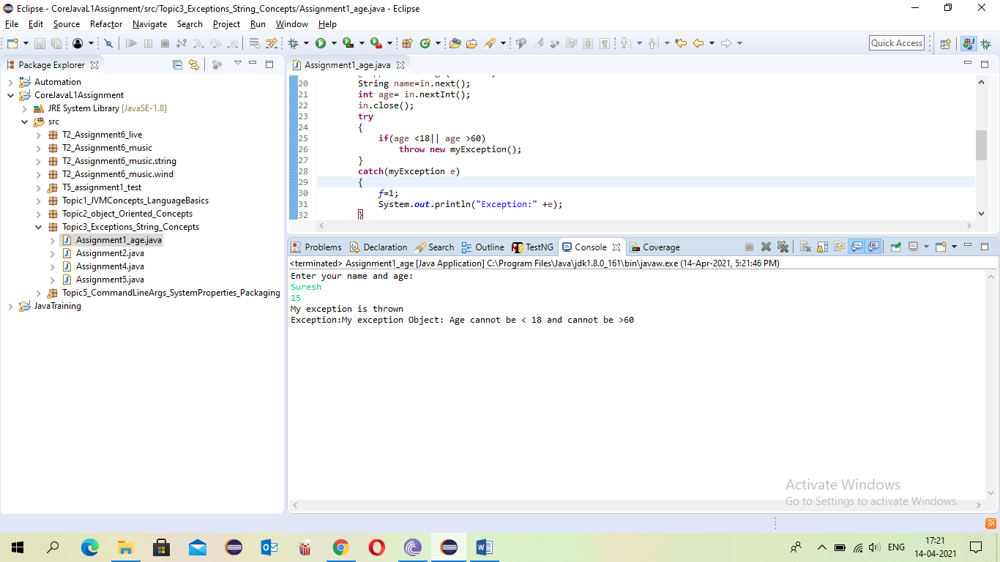 Eclipse - CoreJavaL1Assignment/src/Topic3_Exceptions_String_Concepts/Assignment1_age.java - Eclipse
File Edit Source Refactor Navigate Search Project Run Window Help
Quick Access
Package Explorer
Automation
CoreJavaL1Assignment
JRE System Library [JavaSE-1.8]
src
T2_Assignment6_live
T2_Assignment6_music
T2_Assignment6_music.string
T2_Assignment6_music.wind
T5_assignment1_test
Topic1_JVMConcepts_LanguageBasics
Topic2_object_Oriented_Concepts
Topic3_Exceptions_String_Concepts
Assignment1_age.java
Assignment2.java
Assignment4.java
Assignment5.java
Topic5_CommandLineArgs_SystemProperties_Packaging
JavaTraining
Assignment1_age.java
20 String name=in.next();
21 int age= in.nextInt();
22 in.close();
23 try
24 {
25 if(age <18|| age >60)
26 throw new myException();
27 }
28 catch(myException e)
29 {
30 f=1;
31 System.out.println("Exception:" +e);
32 }
Problems Declaration Search Outline TestNG Console Coverage
<terminated> Assignment1_age [Java Application] C:\Program Files\Java\jdk1.8.0_161\bin\javaw.exe (14-Apr-2021, 5:21:46 PM)
Enter your name and age:
Suresh
15
My exception is thrown
Exception:My exception Object: Age cannot be < 18 and cannot be >60
Activate Windows
Go to Settings to activate Windows.
ENG
17:21
14-04-2021